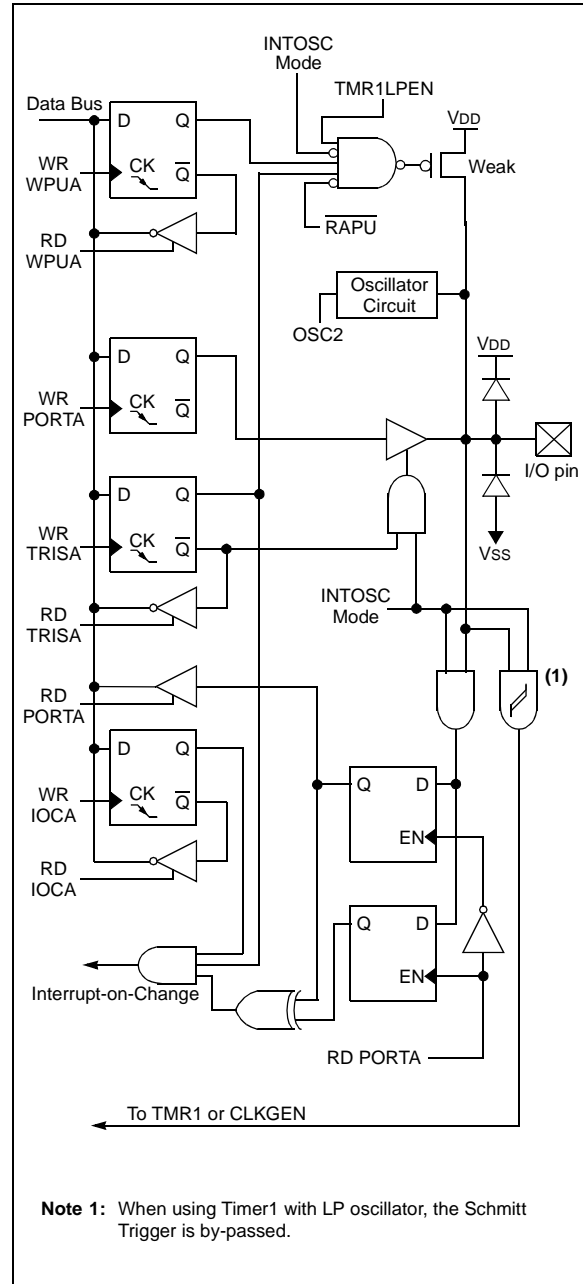 INTOSC
Mode
TMR1LPEN
Data Bus
D Q
VDD
WR
WPUA
CK
Q
Weak
RAPU
RD
WPUA
Oscillator
Circuit
OSC2
VDD
D Q
WR
PORTA
CK
Q
I/O pin
D Q
WR
TRISA
CK
Q
VSS
INTOSC
Mode
RD
TRISA
(1)
RD
PORTA
D Q
Q D
WR
IOCA
CK
Q
EN
RD
IOCA
Q D
EN
Interrupt-on-Change
RD PORTA
To TMR1 or CLKGEN
Note 1: When using Timer1 with LP oscillator, the Schmitt
Trigger is by-passed.